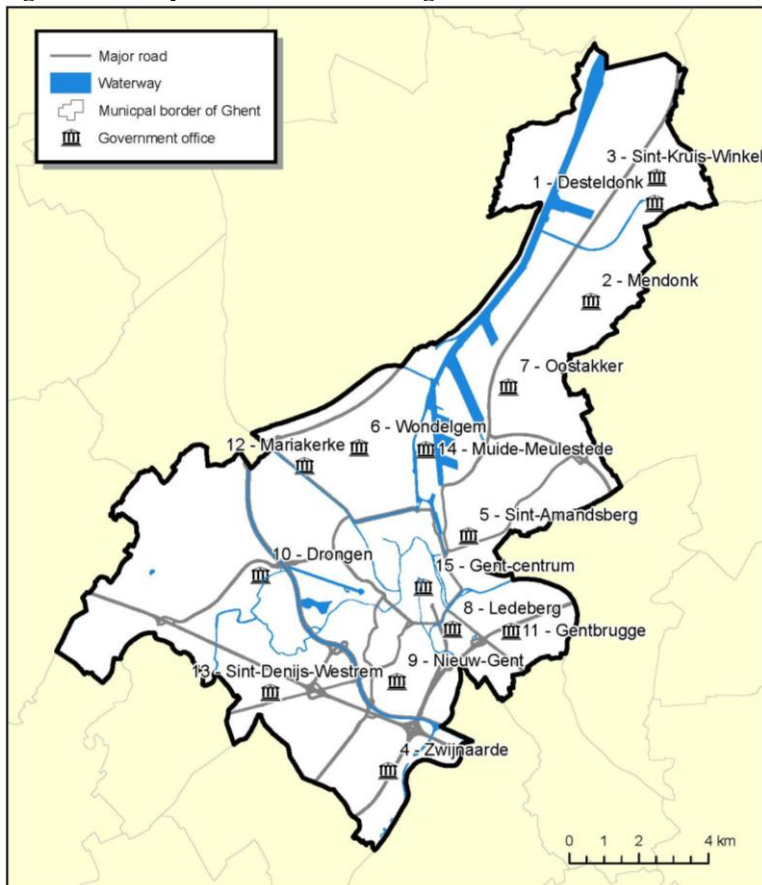 Major road
Waterway
Municpal border of Ghent
Government office
3 - Sint-Kruis-Winkel
1 - Desteldonk
2 - Mendonk
7 - Oostakker
6 - Wondelgem
12 - Mariakerke
14 - Muide-Meulestede
5 - Sint-Amandsberg
10 - Drongen
15 - Gent-centrum
8 - Ledeberg
11 - Gentbrugge
9 - Nieuw-Gent
13 - Sint-Denijs-Westrem
4 - Zwijnaarde
0 1 2 4 km